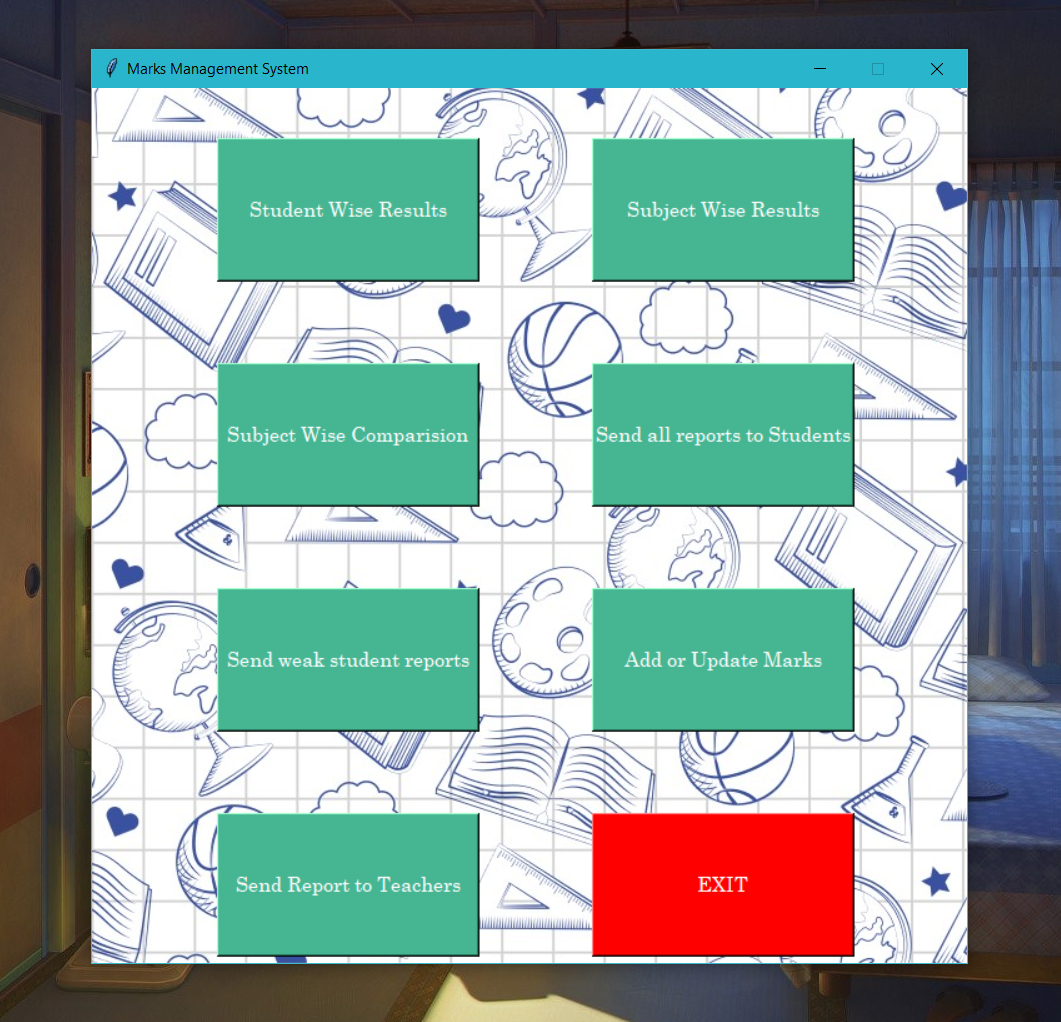 Marks Management System
Student Wise Results
Subject Wise Results
Subject Wise Comparision
Send all reports to Students
Send weak student reports
Add or Update Marks
Send Report to Teachers
EXIT